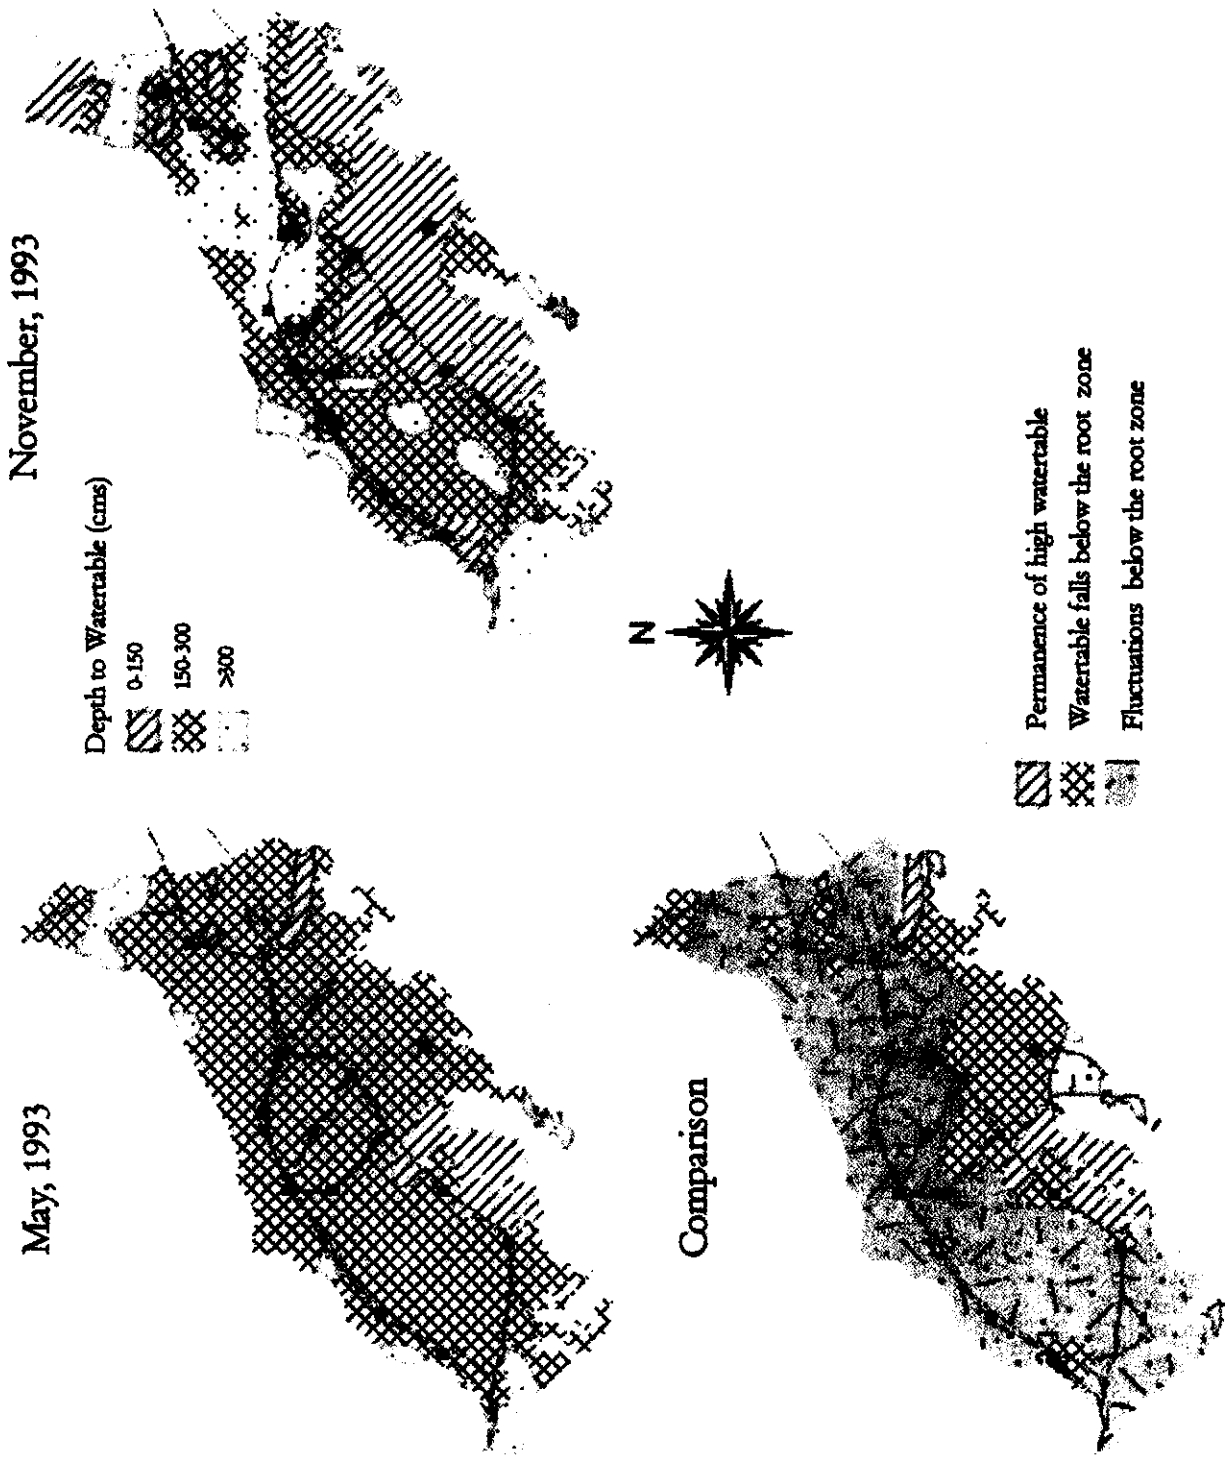 May, 1993
November, 1993
Depth to Watertable (cms)
0-150
150-300
>300
N
Comparison
Permanence of high watertable
Watertable falls below the root zone
Fluctuations below the root zone